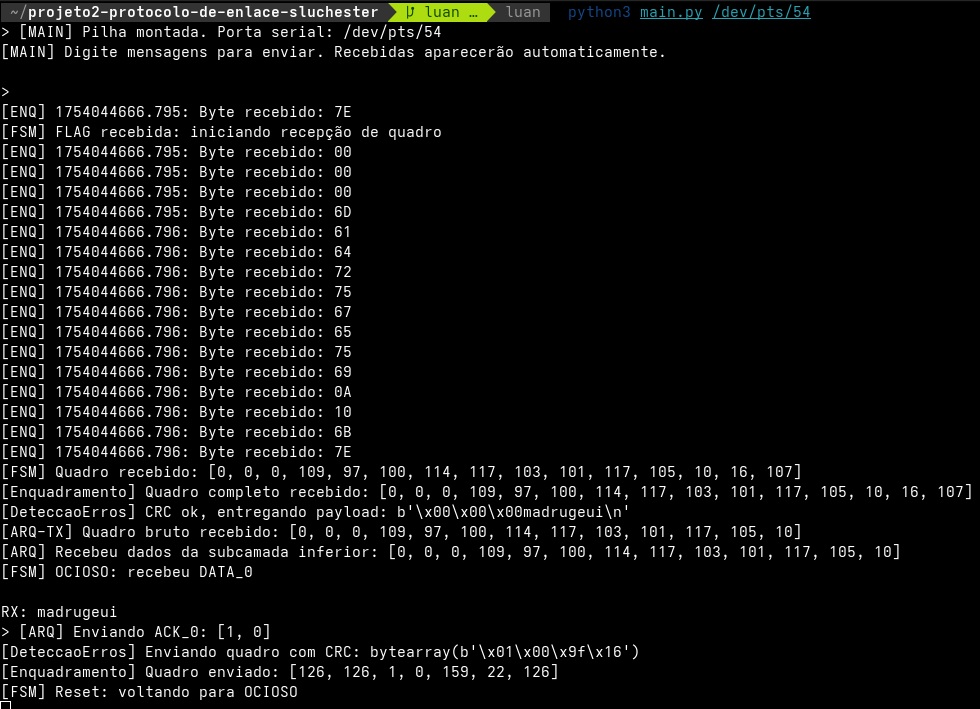 ~/projeto2-protocolo-de-enlace-sluchester luan … luan python3 main.py /dev/pts/54
> [MAIN] Pilha montada. Porta serial: /dev/pts/54
[MAIN] Digite mensagens para enviar. Recebidas aparecerão automaticamente.
>
[ENQ] 1754044666.795: Byte recebido: 7E
[FSM] FLAG recebida: iniciando recepção de quadro
[ENQ] 1754044666.795: Byte recebido: 00
[ENQ] 1754044666.795: Byte recebido: 00
[ENQ] 1754044666.795: Byte recebido: 00
[ENQ] 1754044666.795: Byte recebido: 6D
[ENQ] 1754044666.796: Byte recebido: 61
[ENQ] 1754044666.796: Byte recebido: 64
[ENQ] 1754044666.796: Byte recebido: 72
[ENQ] 1754044666.796: Byte recebido: 75
[ENQ] 1754044666.796: Byte recebido: 67
[ENQ] 1754044666.796: Byte recebido: 65
[ENQ] 1754044666.796: Byte recebido: 75
[ENQ] 1754044666.796: Byte recebido: 69
[ENQ] 1754044666.796: Byte recebido: 0A
[ENQ] 1754044666.796: Byte recebido: 10
[ENQ] 1754044666.796: Byte recebido: 6B
[ENQ] 1754044666.796: Byte recebido: 7E
[FSM] Quadro recebido: [0, 0, 0, 109, 97, 100, 114, 117, 103, 101, 117, 105, 10, 16, 107]
[Enquadramento] Quadro completo recebido: [0, 0, 0, 109, 97, 100, 114, 117, 103, 101, 117, 105, 10, 16, 107]
[DeteccaoErros] CRC ok, entregando payload: b'\x00\x00\x00madrugeui\n'
[ARQ-TX] Quadro bruto recebido: [0, 0, 0, 109, 97, 100, 114, 117, 103, 101, 117, 105, 10]
[ARQ] Recebeu dados da subcamada inferior: [0, 0, 0, 109, 97, 100, 114, 117, 103, 101, 117, 105, 10]
[FSM] OCIOSO: recebeu DATA_0
RX: madrugeui
> [ARQ] Enviando ACK_0: [1, 0]
[DeteccaoErros] Enviando quadro com CRC: bytearray(b'\x01\x00\x9f\x16')
[Enquadramento] Quadro enviado: [126, 126, 1, 0, 159, 22, 126]
[FSM] Reset: voltando para OCIOSO